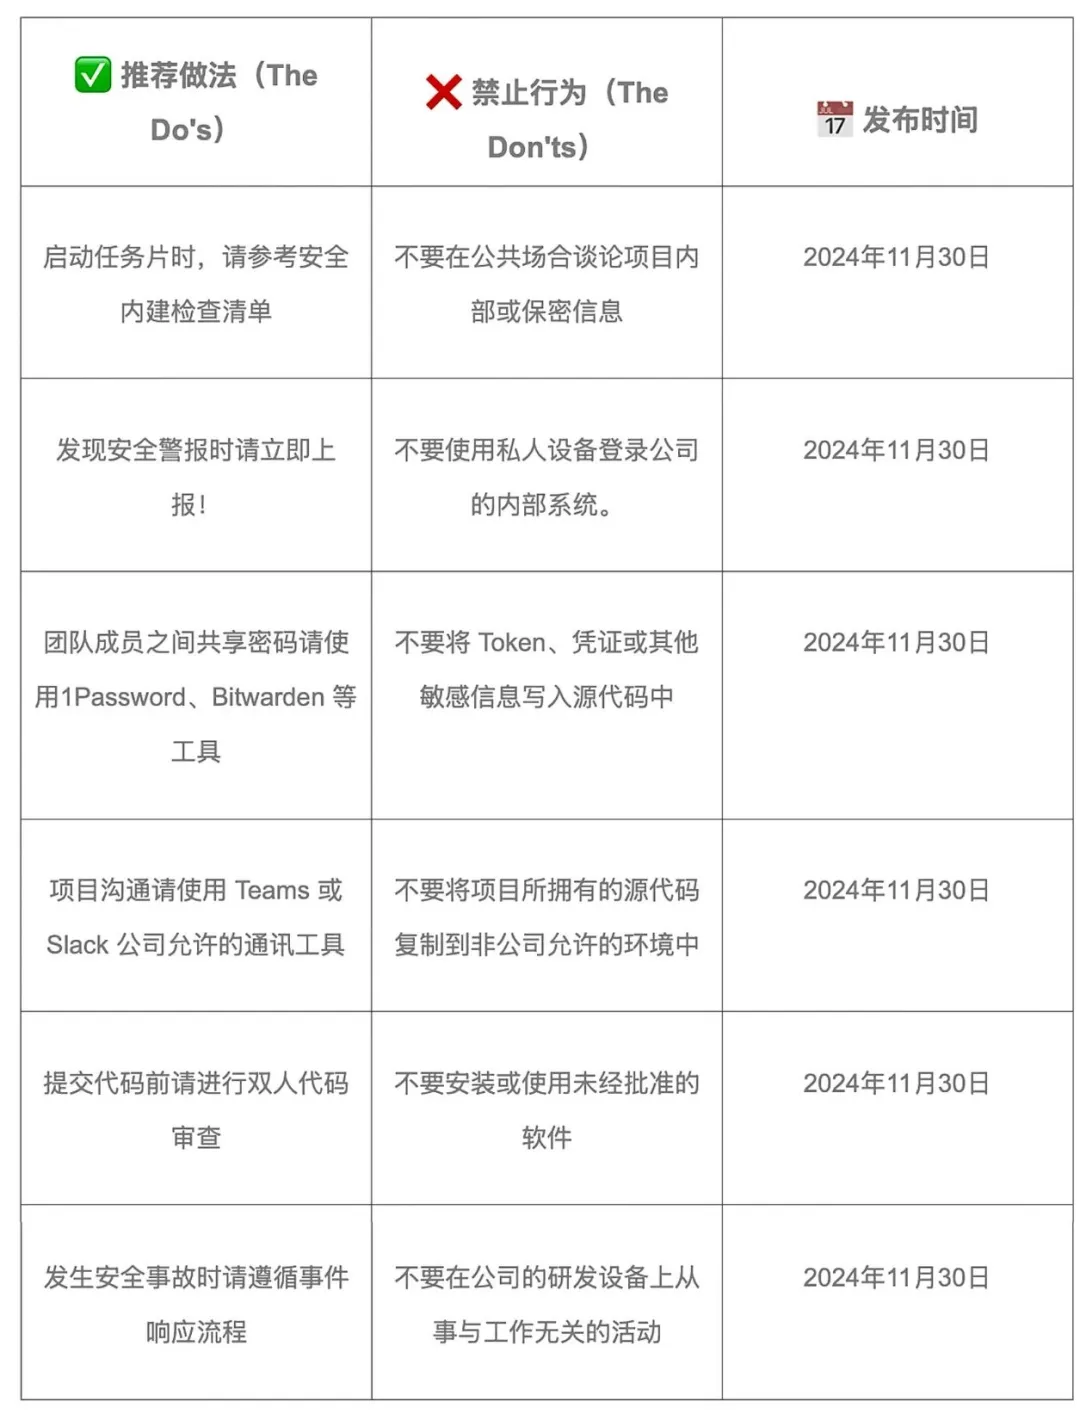 ✅ 推荐做法（The
Do's）
❌ 禁止行为（The
Don'ts）
📅 发布时间
启动任务片时，请参考安全
内建检查清单
不要在公共场合谈论项目内
部或保密信息
2024年11月30日
发现安全警报时请立即上
报！
不要使用私人设备登录公司
的内部系统。
2024年11月30日
团队成员之间共享密码请使
用1Password、Bitwarden 等
工具
不要将 Token、凭证或其他
敏感信息写入源代码中
2024年11月30日
项目沟通请使用 Teams 或
Slack 公司允许的通讯工具
不要将项目所拥有的源代码
复制到非公司允许的环境中
2024年11月30日
提交代码前请进行双人代码
审查
不要安装或使用未经批准的
软件
2024年11月30日
发生安全事故时请遵循事件
响应流程
不要在公司的研发设备上从
事与工作无关的活动
2024年11月30日